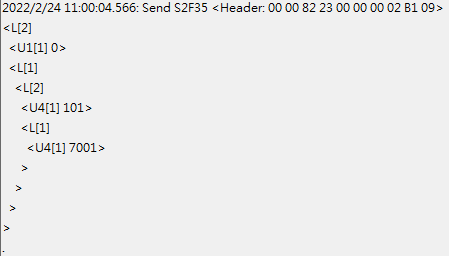 2022/2/24 11:00:04.566: Send S2F35 <Header: 00 00 82 23 00 00 00 02 B1 09>
<L[2]
<U1[1] 0>
<L[1]
<L[2]
<U4[1] 101>
<L[1]
<U4[1] 7001>
>
>
>
>
.